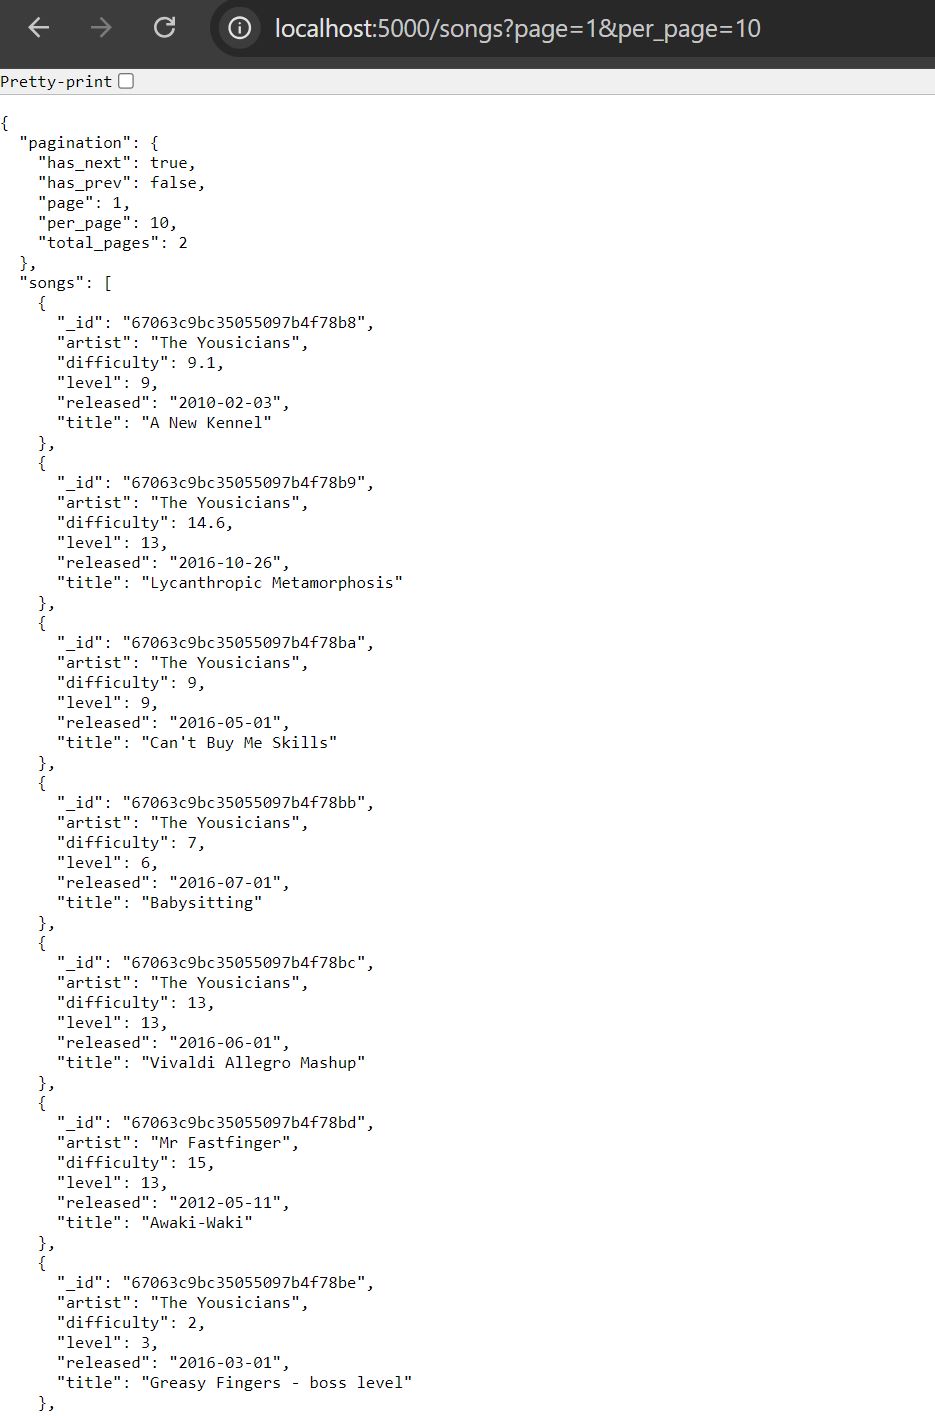 localhost:5000/songs?page=1&per_page=10
Pretty-print
{
  "pagination": {
    "has_next": true,
    "has_prev": false,
    "page": 1,
    "per_page": 10,
    "total_pages": 2
  },
  "songs": [
    {
      "_id": "67063c9bc35055097b4f78b8",
      "artist": "The Yousicians",
      "difficulty": 9.1,
      "level": 9,
      "released": "2010-02-03",
      "title": "A New Kennel"
    },
    {
      "_id": "67063c9bc35055097b4f78b9",
      "artist": "The Yousicians",
      "difficulty": 14.6,
      "level": 13,
      "released": "2016-10-26",
      "title": "Lycanthropic Metamorphosis"
    },
    {
      "_id": "67063c9bc35055097b4f78ba",
      "artist": "The Yousicians",
      "difficulty": 9,
      "level": 9,
      "released": "2016-05-01",
      "title": "Can't Buy Me Skills"
    },
    {
      "_id": "67063c9bc35055097b4f78bb",
      "artist": "The Yousicians",
      "difficulty": 7,
      "level": 6,
      "released": "2016-07-01",
      "title": "Babysitting"
    },
    {
      "_id": "67063c9bc35055097b4f78bc",
      "artist": "The Yousicians",
      "difficulty": 13,
      "level": 13,
      "released": "2016-06-01",
      "title": "Vivaldi Allegro Mashup"
    },
    {
      "_id": "67063c9bc35055097b4f78bd",
      "artist": "Mr Fastfinger",
      "difficulty": 15,
      "level": 13,
      "released": "2012-05-11",
      "title": "Awaki-Waki"
    },
    {
      "_id": "67063c9bc35055097b4f78be",
      "artist": "The Yousicians",
      "difficulty": 2,
      "level": 3,
      "released": "2016-03-01",
      "title": "Greasy Fingers - boss level"
    },